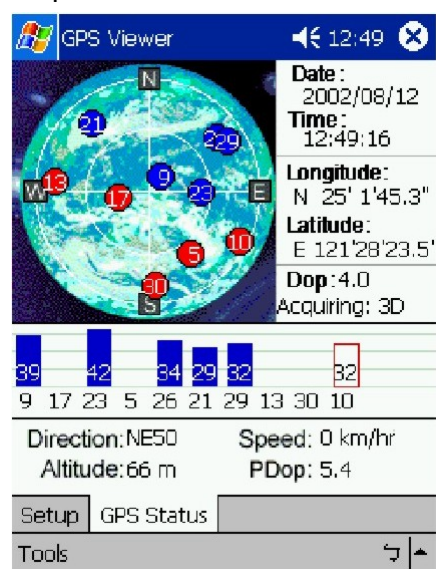 GPS Viewer 12:49
N
21
29
9
13
W
17
23
E
10
5
30
S
Date:
2002/08/12
Time:
12:49:16
Longitude:
N 25' 1'45.3"
Latitude:
E 121'28'23.5'
Dop:4.0
Acquiring: 3D
39 42 34 29 32 32
9 17 23 5 26 21 29 13 30 10
Direction:NE50 Speed: 0 km/hr
Altitude:66 m PDop: 5.4
Setup GPS Status
Tools